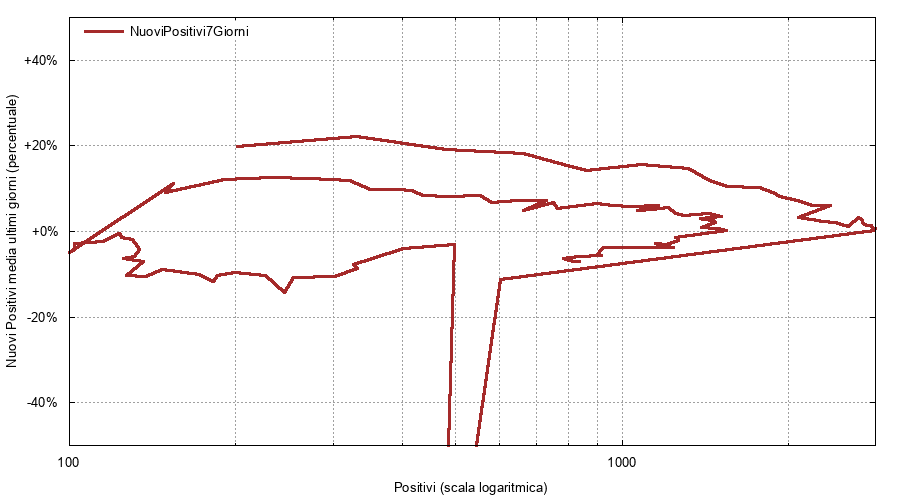 NuoviPositivi7Giorni
+40%
+20%
+0%
-20%
-40%
Nuovi Positivi media ultimi giorni (percentuale)
100
1000
Positivi (scala logaritmica)